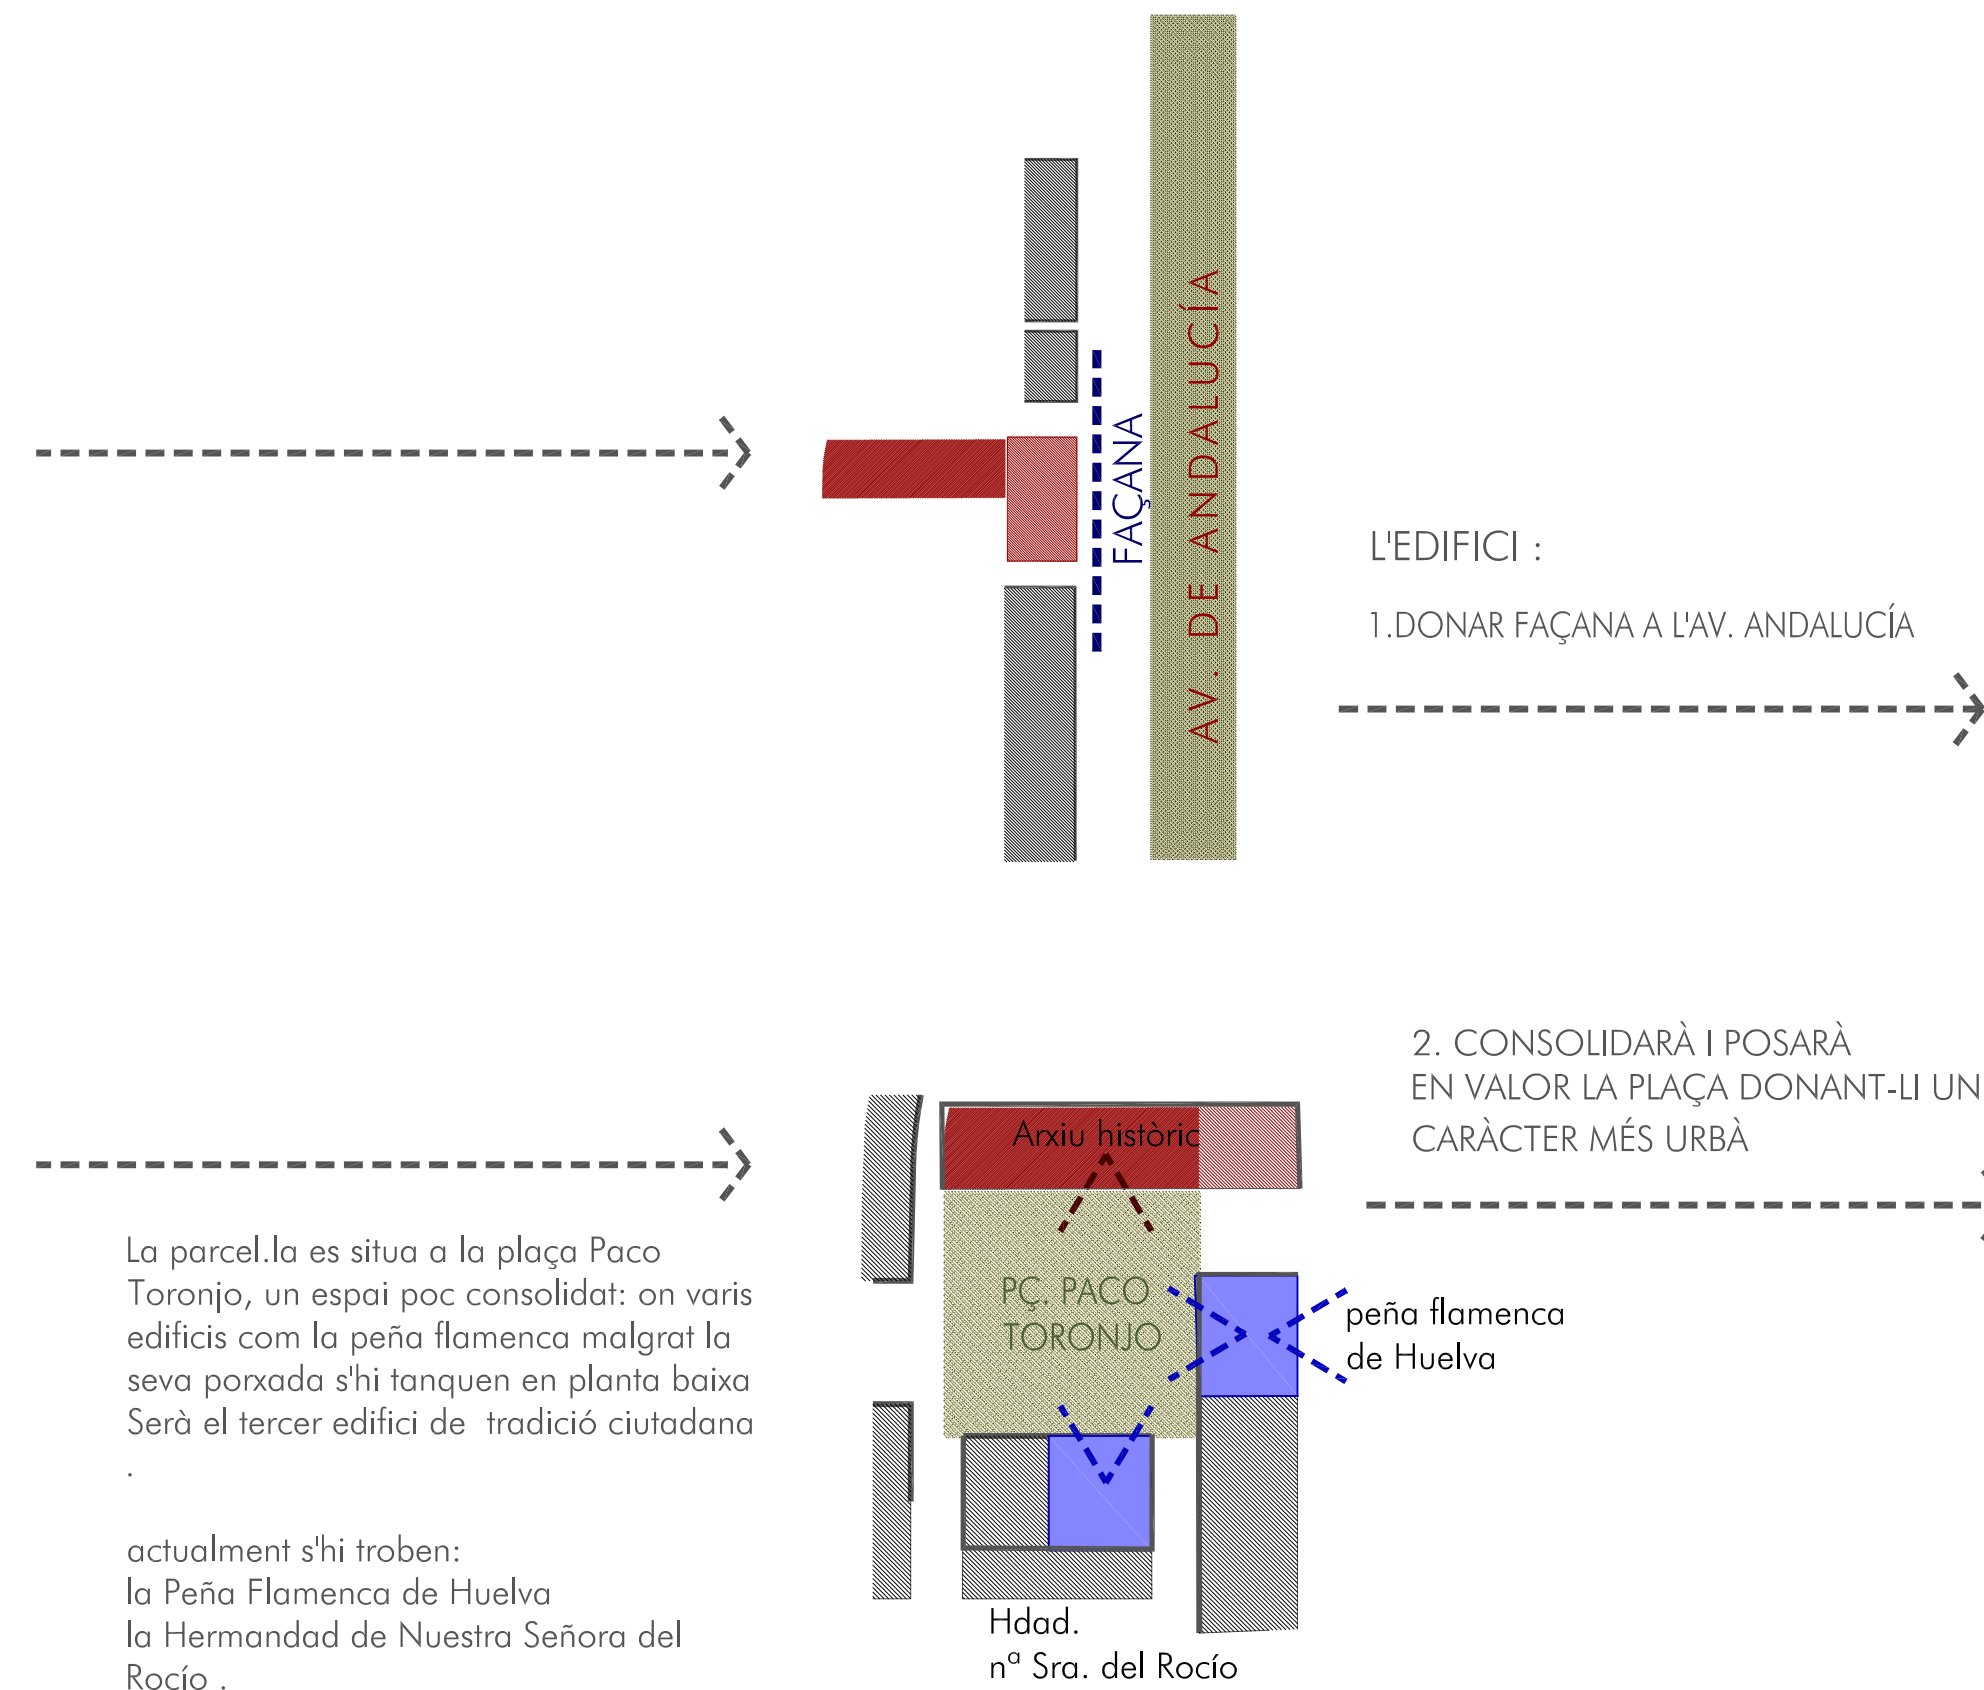 AV. DE ANDALUCÍA
FAÇANA
L'EDIFICI :
1.DONAR FAÇANA A L'AV. ANDALUCÍA
2. CONSOLIDARÀ I POSARÀ
EN VALOR LA PLAÇA DONANT-LI UN
CARÀCTER MÉS URBÀ
La parcel.la es situa a la plaça Paco
Toronjo, un espai poc consolidat: on varis
edificis com la peña flamenca malgrat la
seva porxada s'hi tanquen en planta baixa
Serà el tercer edifici de tradició ciutadana
.
actualment s'hi troben:
la Peña Flamenca de Huelva
la Hermandad de Nuestra Señora del
Rocío .
Arxiu històric
PÇ. PACO
TORONJO
peña flamenca
de Huelva
Hdad.
nª Sra. del Rocío